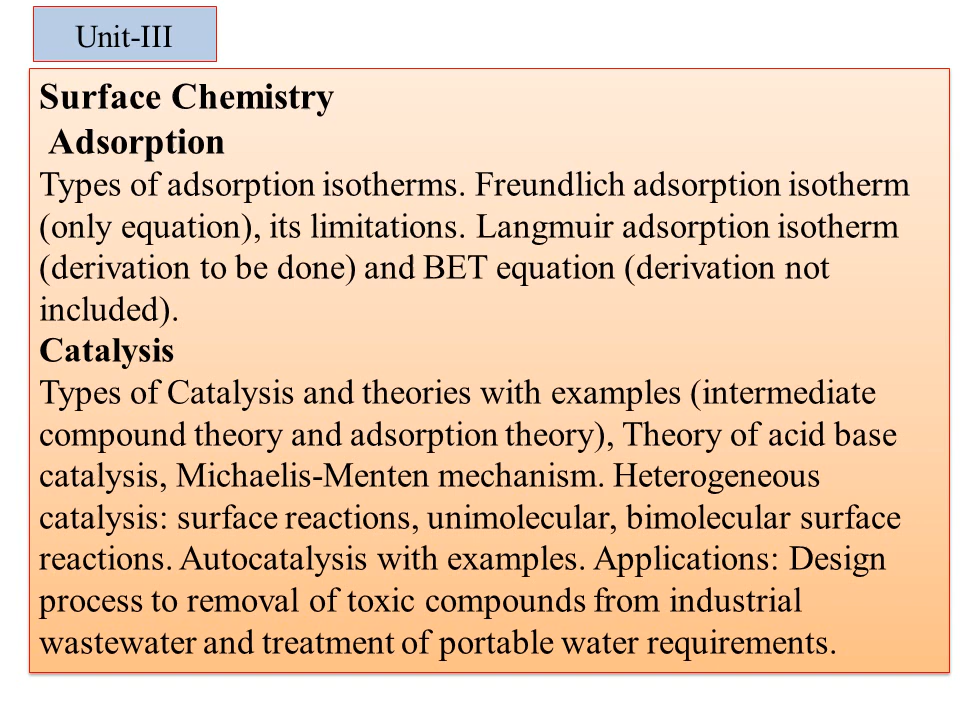 Unit-III
Surface Chemistry
Adsorption
Types of adsorption isotherms. Freundlich adsorption isotherm
(only equation), its limitations. Langmuir adsorption isotherm
(derivation to be done) and BET equation (derivation not
included).
Catalysis
Types of Catalysis and theories with examples (intermediate
compound theory and adsorption theory), Theory of acid base
catalysis, Michaelis-Menten mechanism. Heterogeneous
catalysis: surface reactions, unimolecular, bimolecular surface
reactions. Autocatalysis with examples. Applications: Design
process to removal of toxic compounds from industrial
wastewater and treatment of portable water requirements.